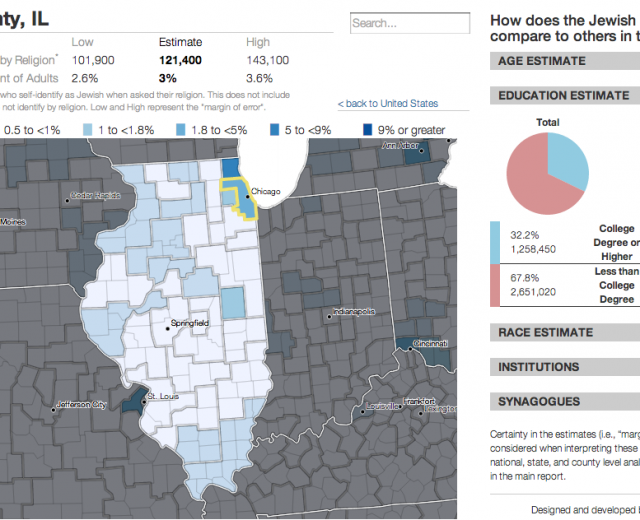 nty, IL
Search...
Low Estimate High
by Religion* 101,900 121,400 143,100
nt of Adults 2.6% 3% 3.6%
who self-identify as Jewish when asked their religion. This does not include
not identify by religion. Low and High represent the "margin of error".
< back to United States
0.5 to <1% 1 to <1.8% 1.8 to <5% 5 to <9% 9% or greater
Ann Arbor
Cedar Rapids
Chicago
Moines
Indianapolis
Springfield
Cincinnati
St. Louis
Jefferson City
Frankfort
Louisville
Lexington
How does the Jewish
compare to others in t
AGE ESTIMATE
EDUCATION ESTIMATE
Total
32.2% College
1,258,450 Degree or
Higher
67.8% Less than
2,651,020 College
Degree
RACE ESTIMATE
INSTITUTIONS
SYNAGOGUES
Certainty in the estimates (i.e., "marg
considered when interpreting these
national, state, and county level anal
in the main report.
Designed and developed